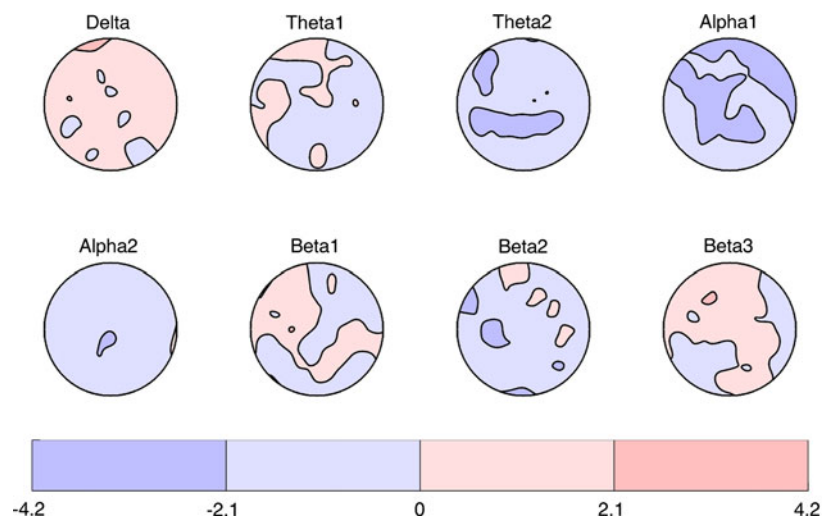 Delta Theta1 Theta2 Alpha1
Alpha2 Beta1 Beta2 Beta3
-4.2 -2.1 0 2.1 4.2